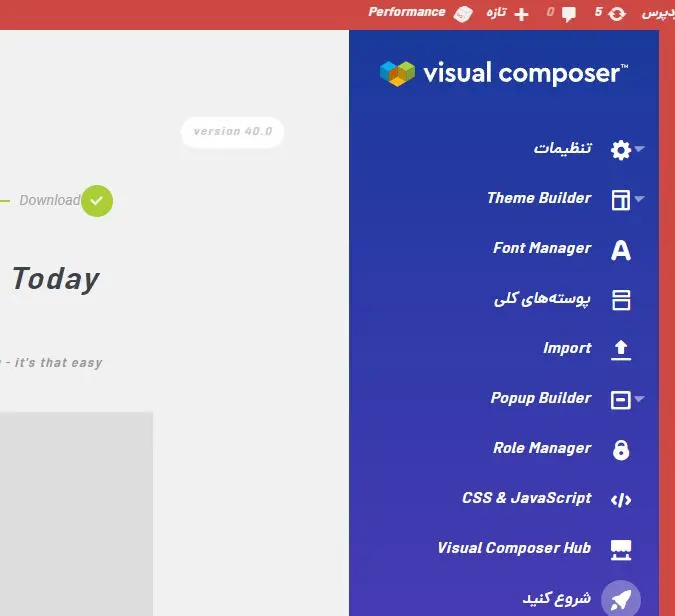 Performance
تازه
0
5
visual composer™
version 40.0
تنظیمات
Download
Theme Builder
Font Manager
Today
پوسته‌های کلی
Import
- it's that easy
Popup Builder
Role Manager
CSS & JavaScript
Visual Composer Hub
شروع کنید